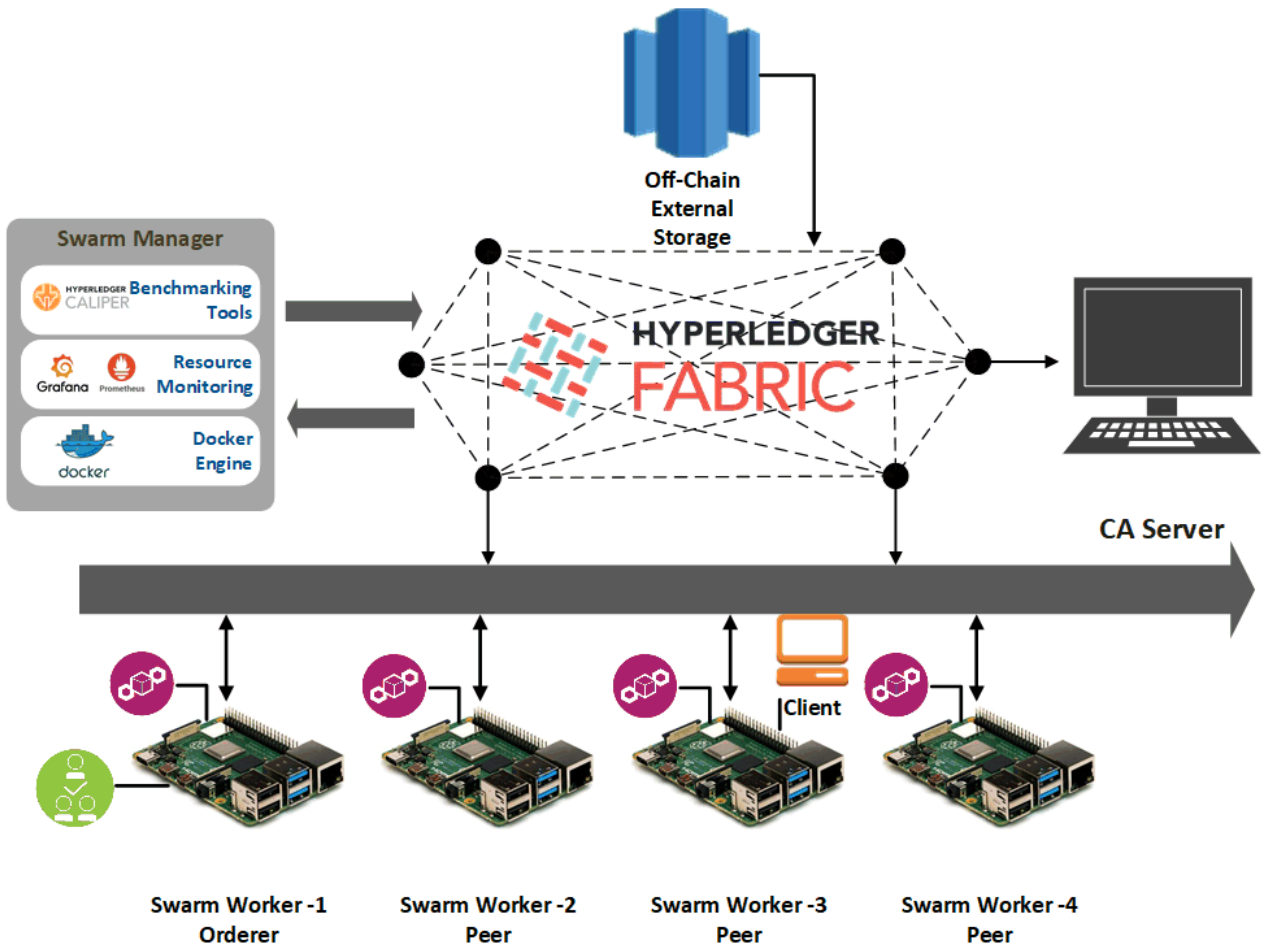 Off-Chain
External
Storage
Swarm Manager
HYPERLEDGER
CALIPER
Benchmarking
Tools
Grafana
Prometheus
Resource
Monitoring
docker
Docker
Engine
HYPERLEDGER
FABRIC
CA Server
Client
Swarm Worker -1
Orderer
Swarm Worker -2
Peer
Swarm Worker -3
Peer
Swarm Worker -4
Peer